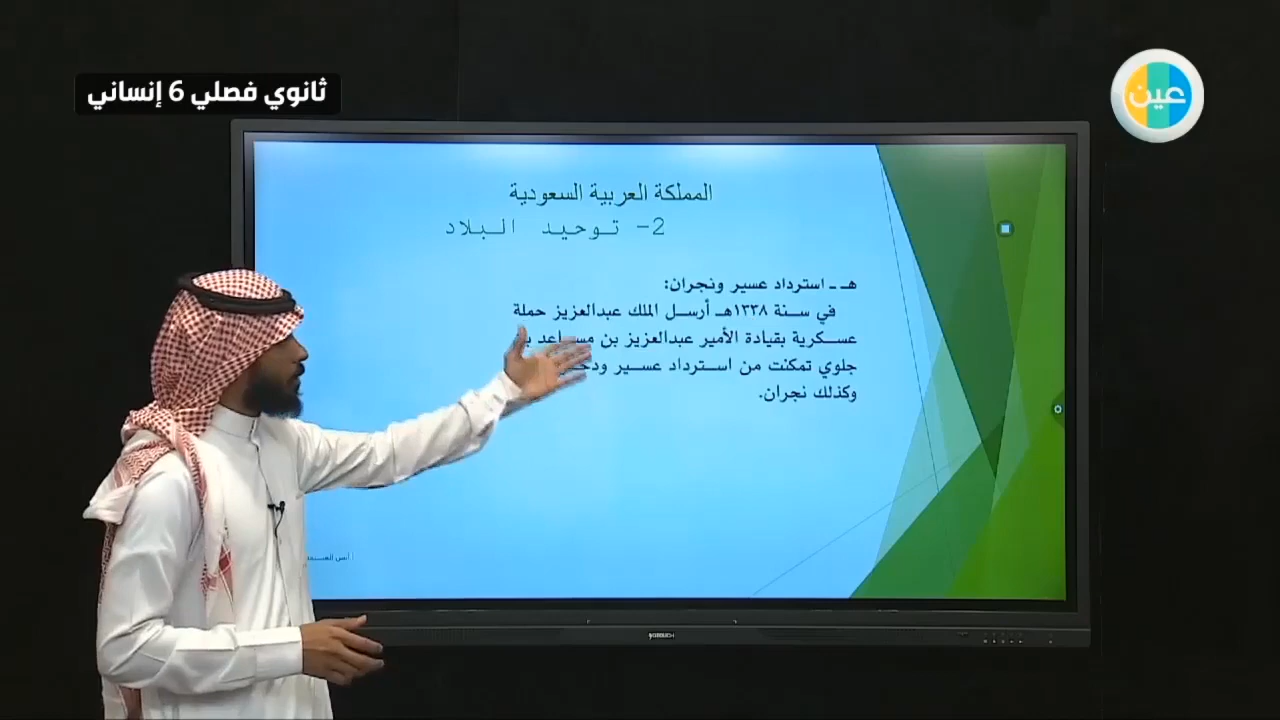 ثانوي فصلي 6 إنساني
عين
المملكة العربية السعودية
2- توحيد البلاد
هـ ـ استرداد عسير ونجران:
في سنة ١٣٣٨هـ أرسل الملك عبدالعزيز حملة
عسكرية بقيادة الأمير عبدالعزيز بن مساعد بن
جلوي تمكنت من استرداد عسير
وكذلك نجران.